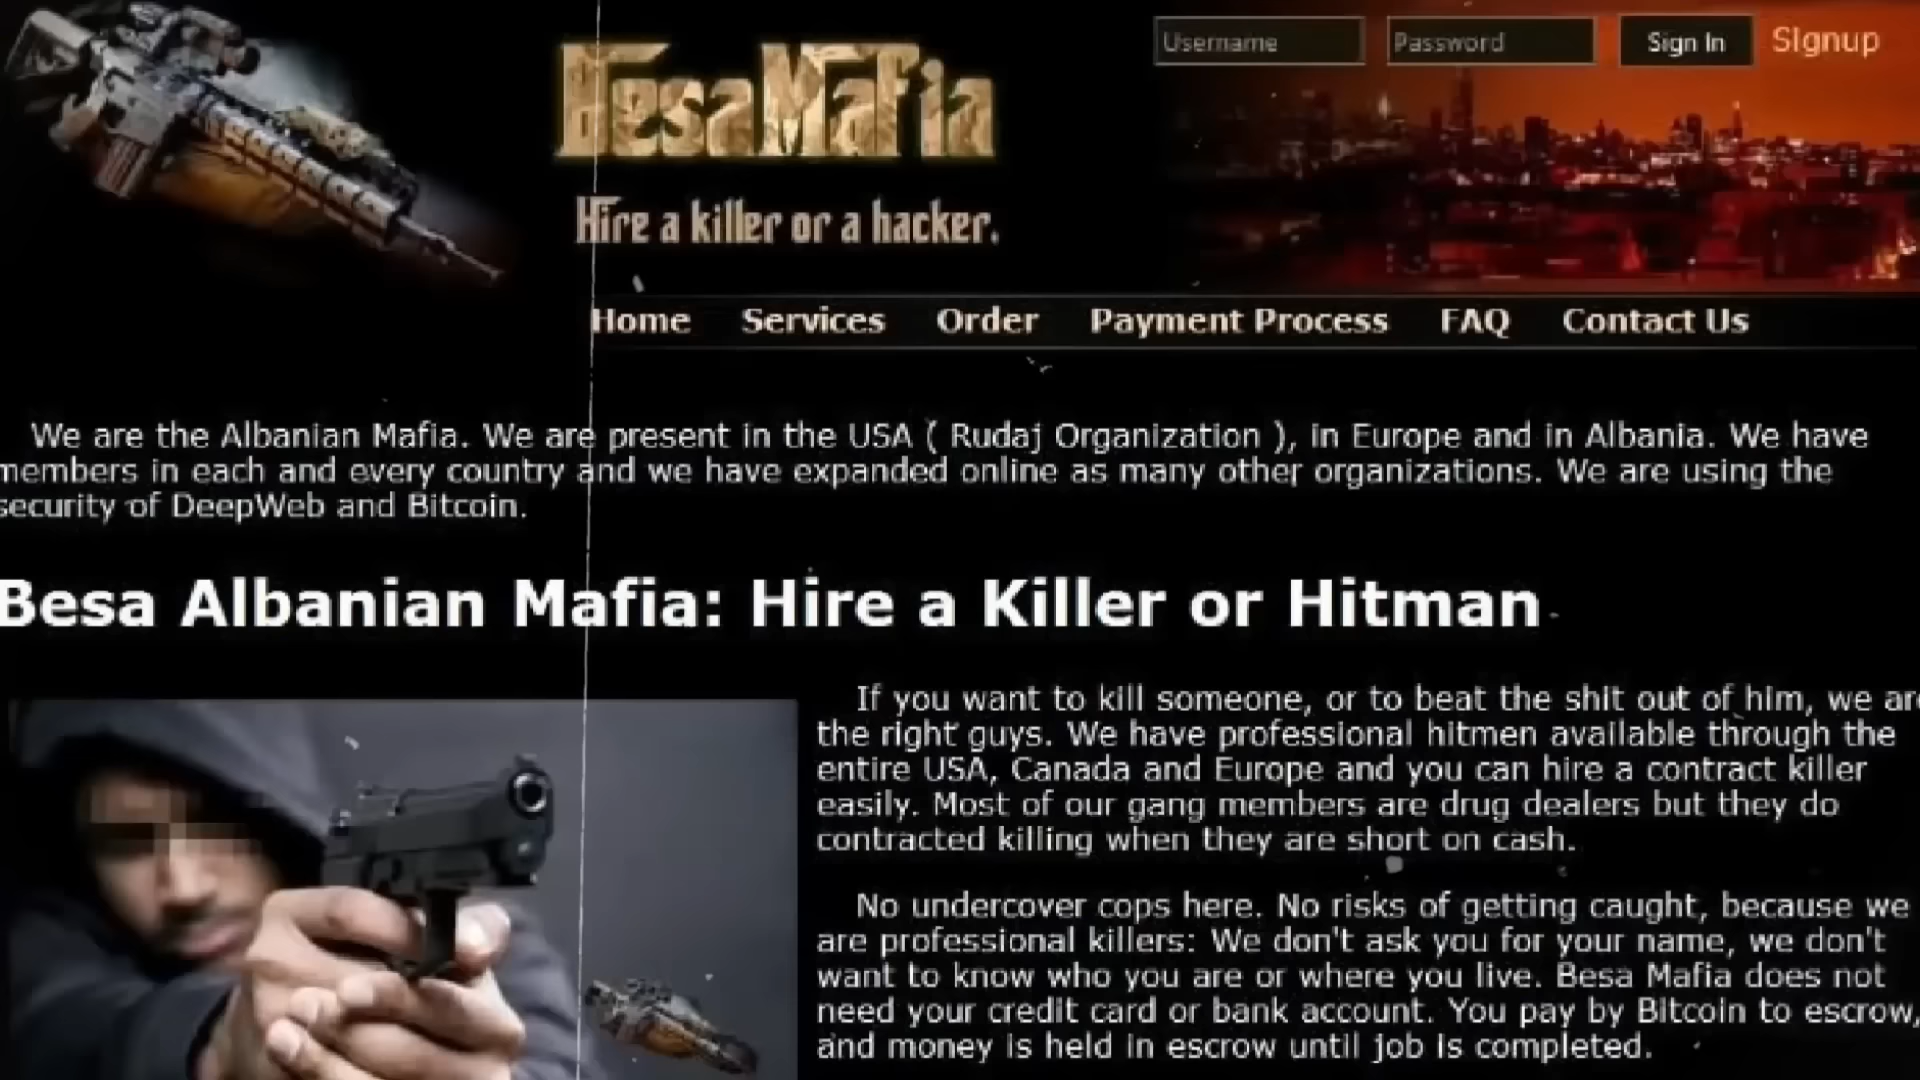 Username Password Sign In Signup
BesaMafia
Hire a killer or a hacker.
Home Services Order Payment Process FAQ Contact Us
We are the Albanian Mafia. We are present in the USA ( Rudaj Organization ), in Europe and in Albania. We have
members in each and every country and we have expanded online as many other organizations. We are using the
security of DeepWeb and Bitcoin.
Besa Albanian Mafia: Hire a Killer or Hitman
If you want to kill someone, or to beat the shit out of him, we are
the right guys. We have professional hitmen available through the
entire USA, Canada and Europe and you can hire a contract killer
easily. Most of our gang members are drug dealers but they do
contracted killing when they are short on cash.
No undercover cops here. No risks of getting caught, because we
are professional killers: We don't ask you for your name, we don't
want to know who you are or where you live. Besa Mafia does not
need your credit card or bank account. You pay by Bitcoin to escrow,
and money is held in escrow until job is completed.